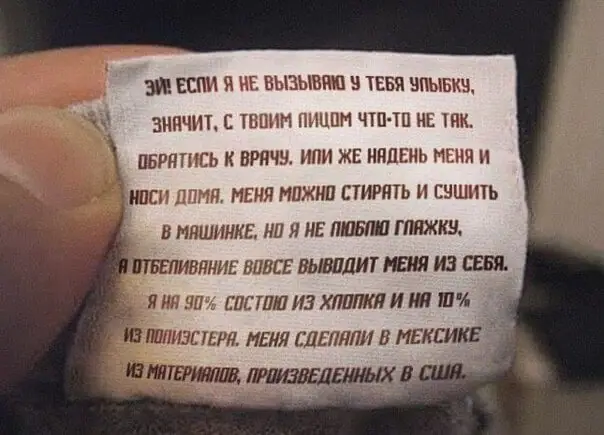 ЭЙ! ЕСЛИ Я НЕ ВЫЗЫВАЮ У ТЕБЯ УЛЫБКУ,
ЗНАЧИТ, С ТВОИМ ЛИЦОМ ЧТО-ТО НЕ ТАК.
ОБРАТИСЬ К ВРАЧУ. ИЛИ ЖЕ НАДЕНЬ МЕНЯ И
НОСИ ДОМА. МЕНЯ МОЖНО СТИРАТЬ И СУШИТЬ
В МАШИНКЕ, НО Я НЕ ЛЮБЛЮ ГЛАЖКУ,
А ОТБЕЛИВАНИЕ ВОВСЕ ВЫВОДИТ МЕНЯ ИЗ СЕБЯ.
Я НА 90% СОСТОЮ ИЗ ХЛОПКА И НА 10%
ИЗ ПОЛИЭСТЕРА. МЕНЯ СДЕЛАЛИ В МЕКСИКЕ
ИЗ МАТЕРИАЛОВ, ПРОИЗВЕДЕННЫХ В США.